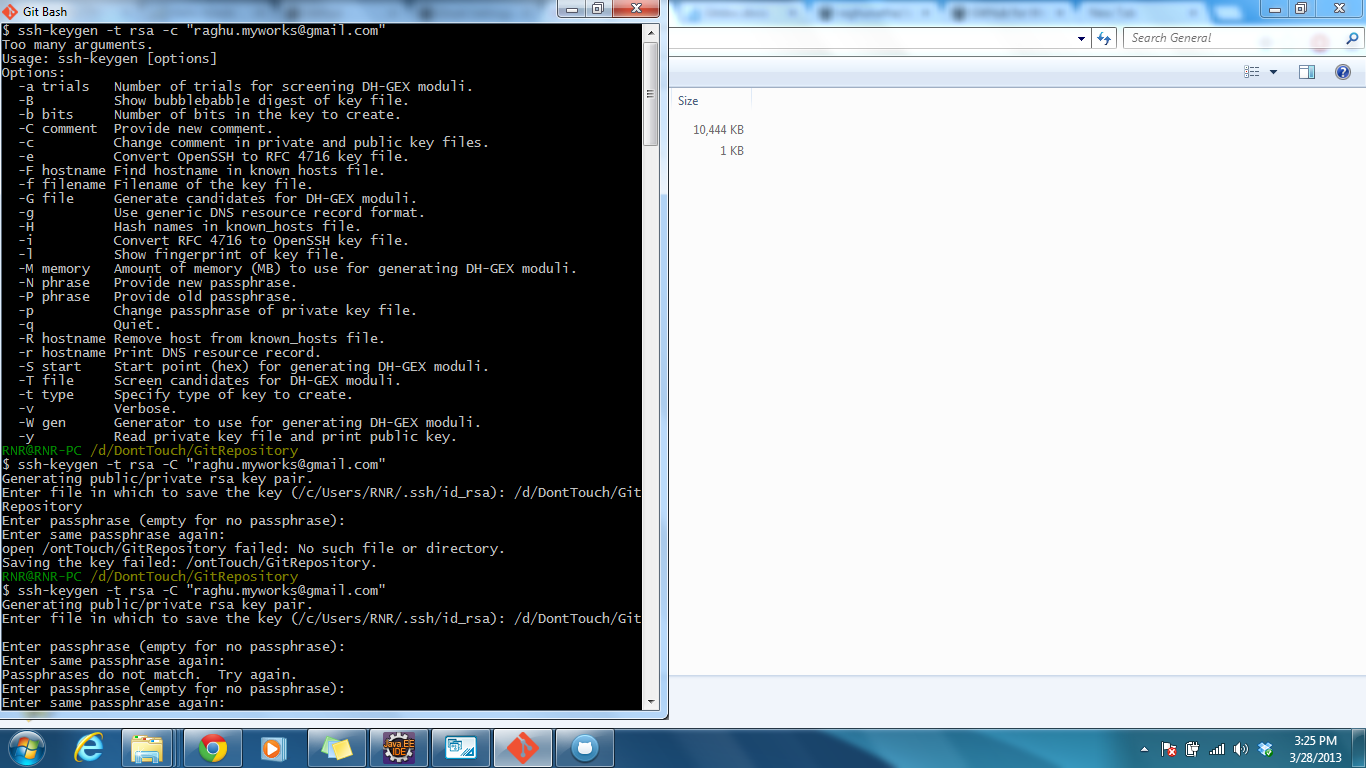 Git Bash
$ ssh-keygen -t rsa -c "raghu.myworks@gmail.com"
Too many arguments.
Usage: ssh-keygen [options]
Options:
-a trials Number of trials for screening DH-GEX moduli.
-B Show bubblebabble digest of key file.
-b bits Number of bits in the key to create.
-C comment Provide new comment.
-c Change comment in private and public key files.
-e Convert OpenSSH to RFC 4716 key file.
-F hostname Find hostname in known hosts file.
-f filename Filename of the key file.
-G file Generate candidates for DH-GEX moduli.
-g Use generic DNS resource record format.
-H Hash names in known_hosts file.
-i Convert RFC 4716 to OpenSSH key file.
-l Show fingerprint of key file.
-M memory Amount of memory (MB) to use for generating DH-GEX moduli.
-N phrase Provide new passphrase.
-P phrase Provide old passphrase.
-p Change passphrase of private key file.
-q Quiet.
-R hostname Remove host from known_hosts file.
-r hostname Print DNS resource record.
-S start Start point (hex) for generating DH-GEX moduli.
-T file Screen candidates for DH-GEX moduli.
-t type Specify type of key to create.
-v Verbose.
-W gen Generator to use for generating DH-GEX moduli.
-y Read private key file and print public key.
RNR@RNR-PC /d/DontTouch/GitRepository
$ ssh-keygen -t rsa -C "raghu.myworks@gmail.com"
Generating public/private rsa key pair.
Enter file in which to save the key (/c/Users/RNR/.ssh/id_rsa): /d/DontTouch/Git
Repository
Enter passphrase (empty for no passphrase):
Enter same passphrase again:
open /ontTouch/GitRepository failed: No such file or directory.
Saving the key failed: /ontTouch/GitRepository.
RNR@RNR-PC /d/DontTouch/GitRepository
$ ssh-keygen -t rsa -C "raghu.myworks@gmail.com"
Generating public/private rsa key pair.
Enter file in which to save the key (/c/Users/RNR/.ssh/id_rsa): /d/DontTouch/Git
Enter passphrase (empty for no passphrase):
Enter same passphrase again:
Passphrases do not match. Try again.
Enter passphrase (empty for no passphrase):
Enter same passphrase again:
Search General
Size
10,444 KB
1 KB
Java EE
IDE
3:25 PM
3/28/2013